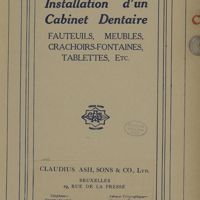 Installation d'un
Cabinet Dentaire
FAUTEUILS, MEUBLES,
CRACHOIRS-FONTAINES,
TABLETTES, ETC.
CLAUDIUS ASH, SONS & CO., LTD.
BRUXELLES
29, RUE DE LA PRESSE